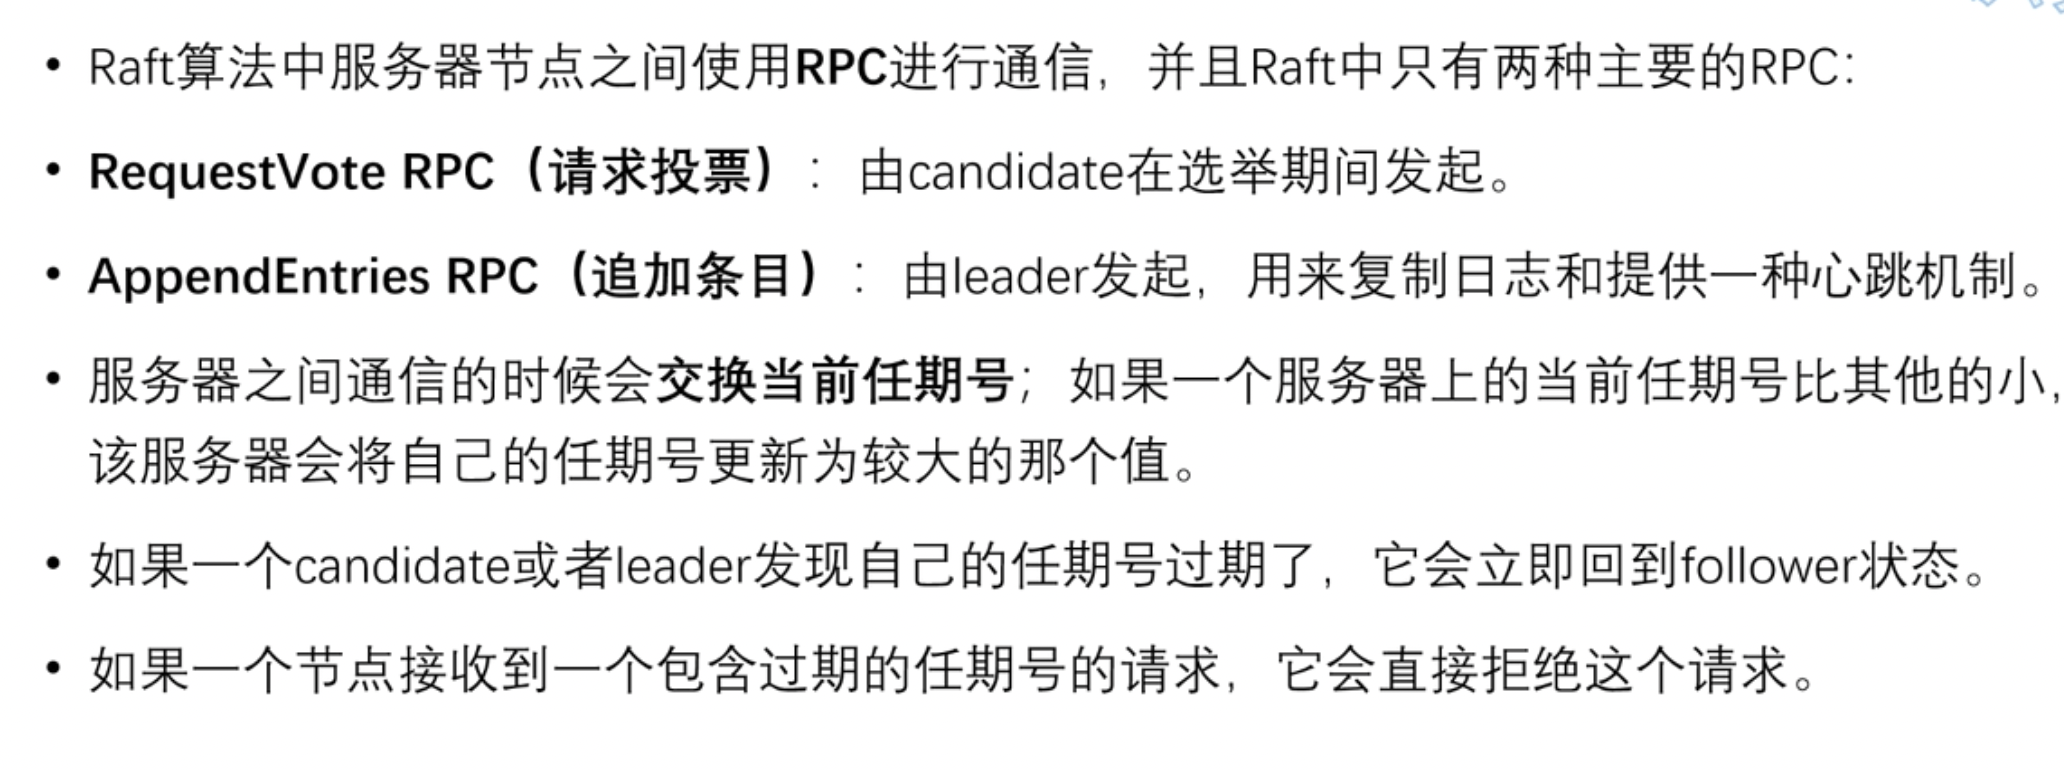 • Raft算法中服务器节点之间使用RPC进行通信，并且Raft中只有两种主要的RPC：
• RequestVote RPC（请求投票）：由candidate在选举期间发起。
• AppendEntries RPC（追加条目）：由leader发起，用来复制日志和提供一种心跳机制。
• 服务器之间通信的时候会交换当前任期号；如果一个服务器上的当前任期号比其他的小，
该服务器会将自己的任期号更新为较大的那个值。
• 如果一个candidate或者leader发现自己的任期号过期了，它会立即回到follower状态。
• 如果一个节点接收到一个包含过期的任期号的请求，它会直接拒绝这个请求。